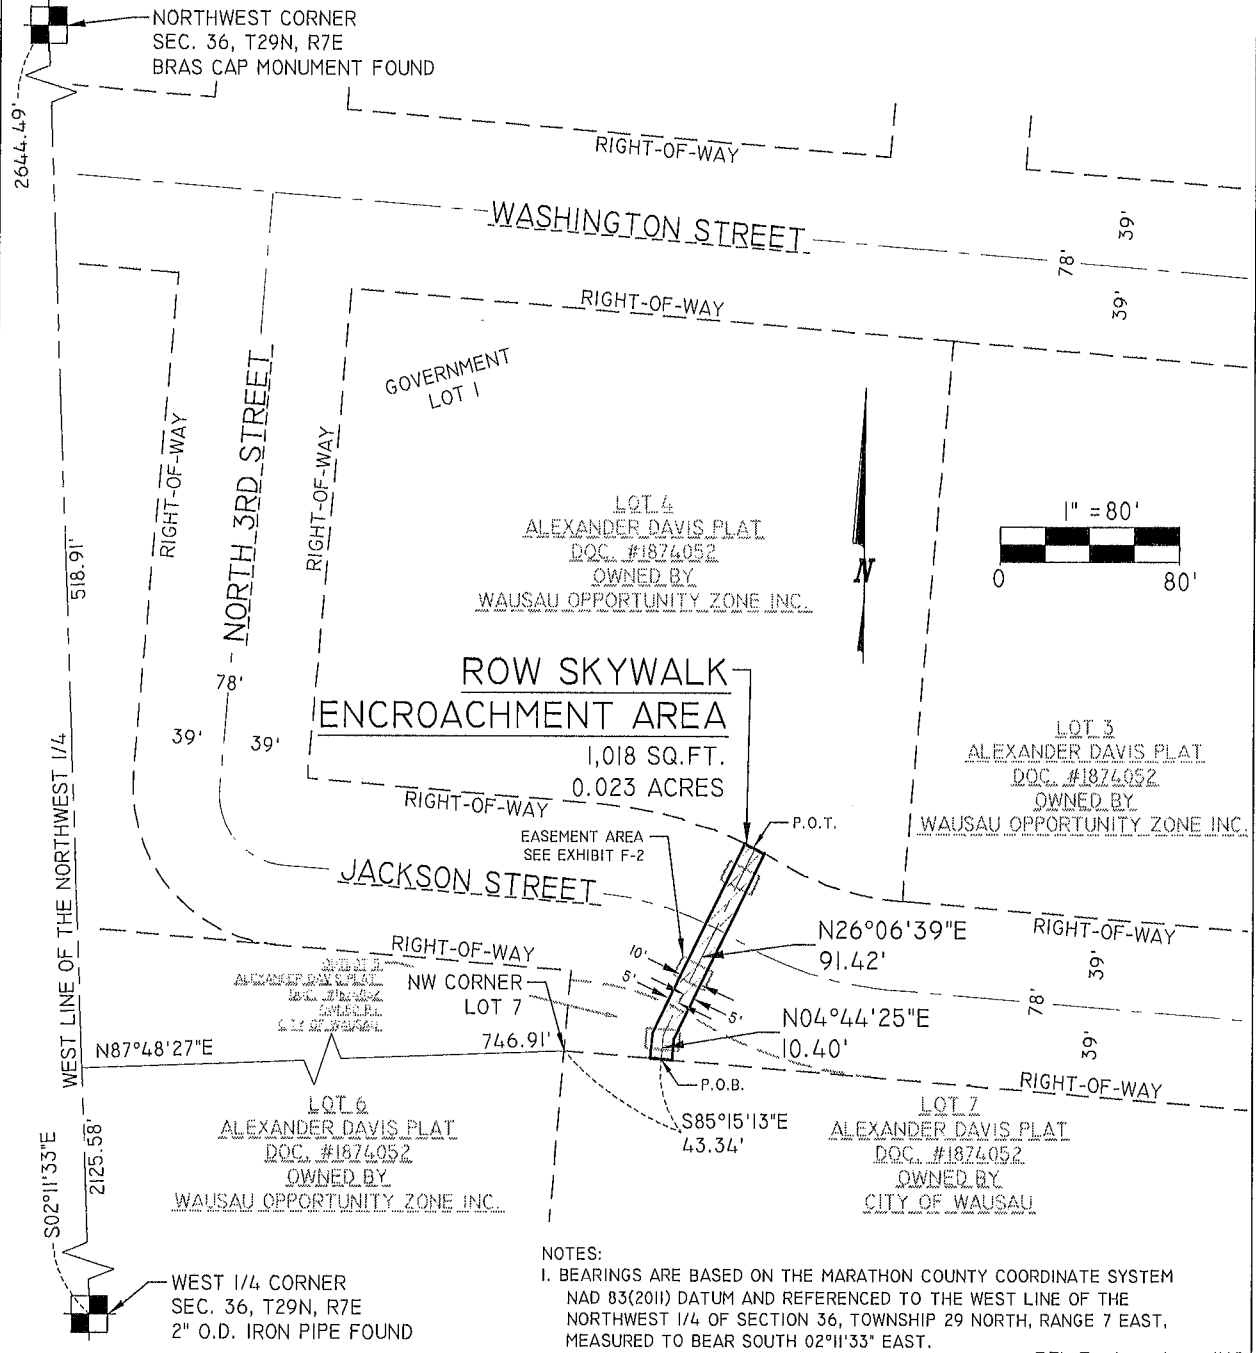 NORTHWEST CORNER
SEC. 36, T29N, R7E
BRAS CAP MONUMENT FOUND
2644.49'
RIGHT-OF-WAY
WASHINGTON STREET
39'
78'
39'
RIGHT-OF-WAY
GOVERNMENT
LOT 1
RIGHT-OF-WAY
NORTH 3RD STREET
RIGHT-OF-WAY
518.91'
LOT 4
ALEXANDER DAVIS PLAT
DOC. #1874052
OWNED BY
WAUSAU OPPORTUNITY ZONE INC.
N
1" =80'
0 80'
78'
39' 39'
ROW SKYWALK
ENCROACHMENT AREA
1,018 SQ.FT.
0.023 ACRES
LOT 3
ALEXANDER DAVIS PLAT
DOC. #1874052
OWNED BY
WAUSAU OPPORTUNITY ZONE INC.
WEST LINE OF THE NORTHWEST 1/4
RIGHT-OF-WAY
P.O.T.
EASEMENT AREA
SEE EXHIBIT F-2
JACKSON STREET
RIGHT-OF-WAY
N26°06'39"E
91.42'
RIGHT-OF-WAY
39'
78'
39'
10'
5'
5'
ALEXANDER DAVIS PLAT
OWNED BY
CITY OF WAUSAU
NW CORNER
LOT 7
N04°44'25"E
10.40'
N87°48'27"E
746.91'
P.O.B.
RIGHT-OF-WAY
S85°15'13"E
43.34'
LOT 6
ALEXANDER DAVIS PLAT
DOC. #1874052
OWNED BY
WAUSAU OPPORTUNITY ZONE INC.
LOT 7
ALEXANDER DAVIS PLAT
DOC. #1874052
OWNED BY
CITY OF WAUSAU
S02°11'33"E
2125.58'
WEST 1/4 CORNER
SEC. 36, T29N, R7E
2" O.D. IRON PIPE FOUND
NOTES:
1. BEARINGS ARE BASED ON THE MARATHON COUNTY COORDINATE SYSTEM
NAD 83(2011) DATUM AND REFERENCED TO THE WEST LINE OF THE
NORTHWEST 1/4 OF SECTION 36, TOWNSHIP 29 NORTH, RANGE 7 EAST,
MEASURED TO BEAR SOUTH 02°11'33" EAST.